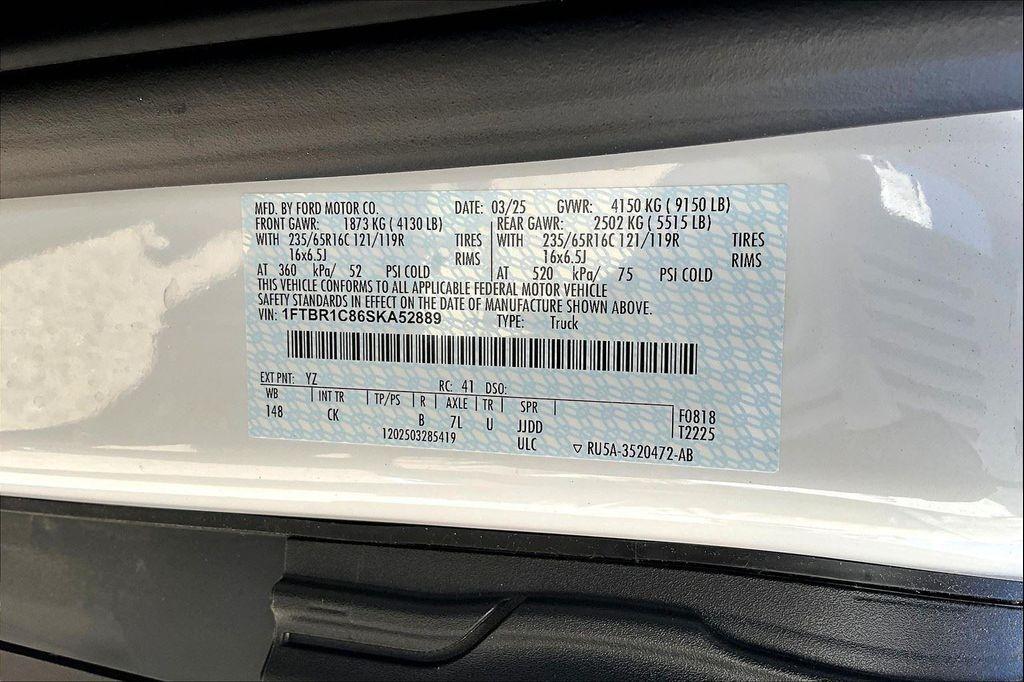 MFD. BY FORD MOTOR CO. DATE: 03/25 GVWR: 4150 KG ( 9150 LB)
FRONT GAWR: 1873 KG ( 4130 LB) REAR GAWR: 2502 KG ( 5515 LB)
WITH 235/65R16C 121/119R TIRES WITH 235/65R16C 121/119R TIRES
16x6.5J RIMS 16x6.5J RIMS
AT 360 kPa/ 52 PSI COLD AT 520 kPa/ 75 PSI COLD
THIS VEHICLE CONFORMS TO ALL APPLICABLE FEDERAL MOTOR VEHICLE
SAFETY STANDARDS IN EFFECT ON THE DATE OF MANUFACTURE SHOWN ABOVE.
VIN: 1FTBR1C86SKA52889 TYPE: Truck
EXT PNT: YZ RC: 41 DSO:
WB INT TR TP/PS R AXLE TR SPR F0818
148 CK B 7L U JJDD T2225
1202503285419 ULC ▽ RU5A-3520472-AB